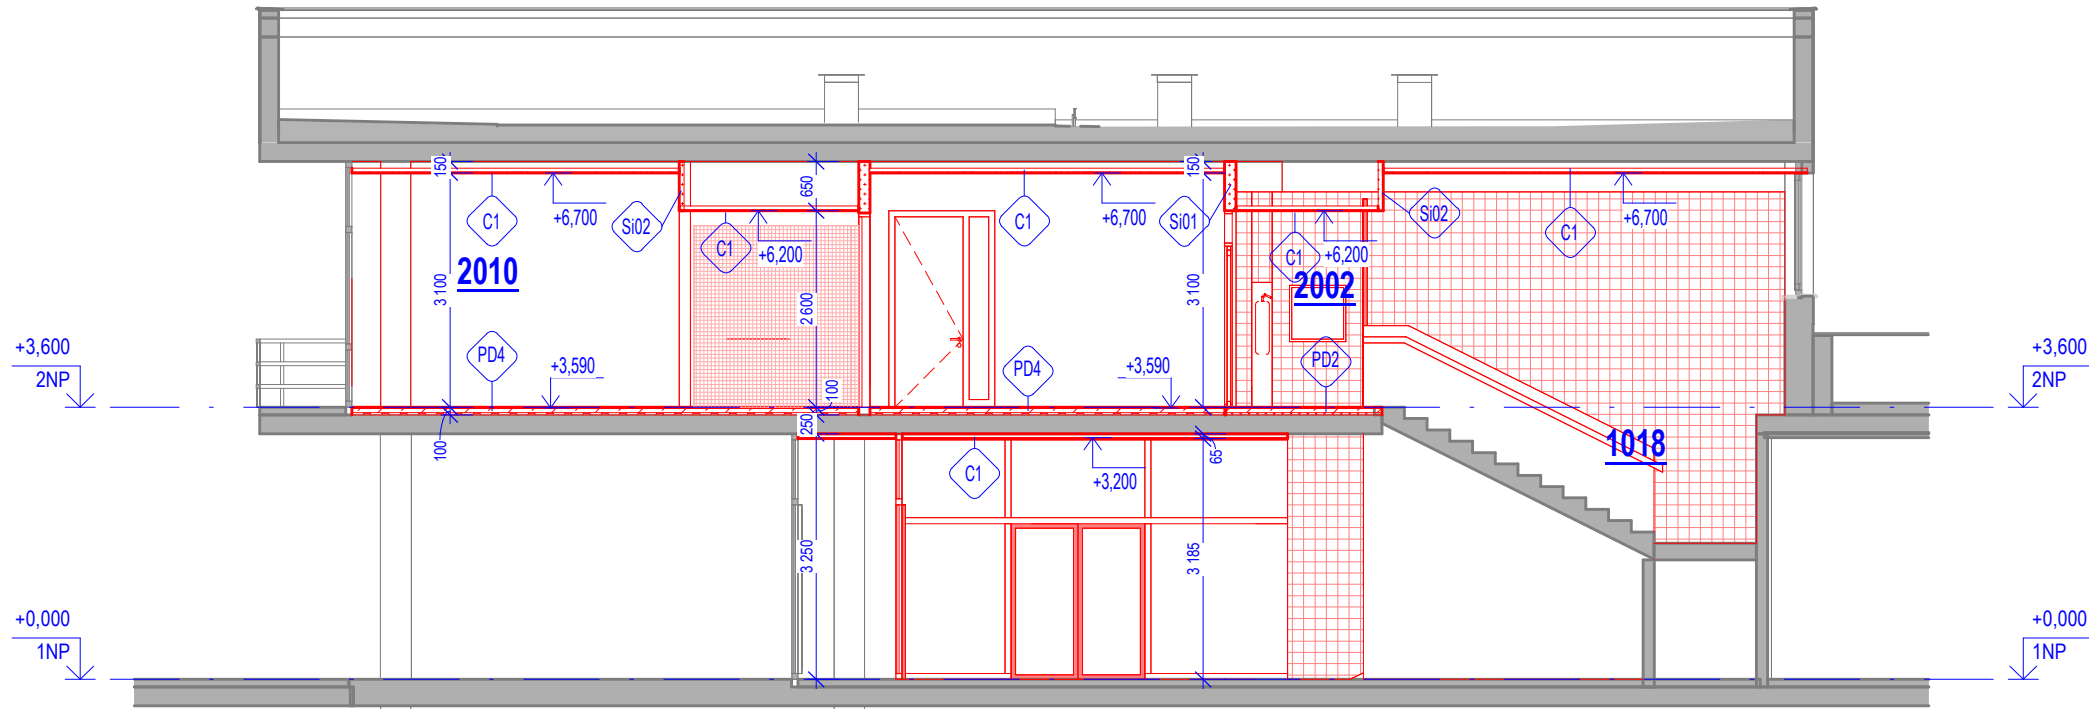 150
650
150
C1
+6,700
Si02
C1
+6,200
C1
+6,700
Si01
C1
+6,200
Si02
C1
+6,700
2010
3 100
2 600
3 100
2002
+3,600
2NP
PD4
+3,590
PD4
+3,590
PD2
+3,600
2NP
100
250
100
65
C1
+3,200
1018
3 250
3 185
+0,000
1NP
+0,000
1NP